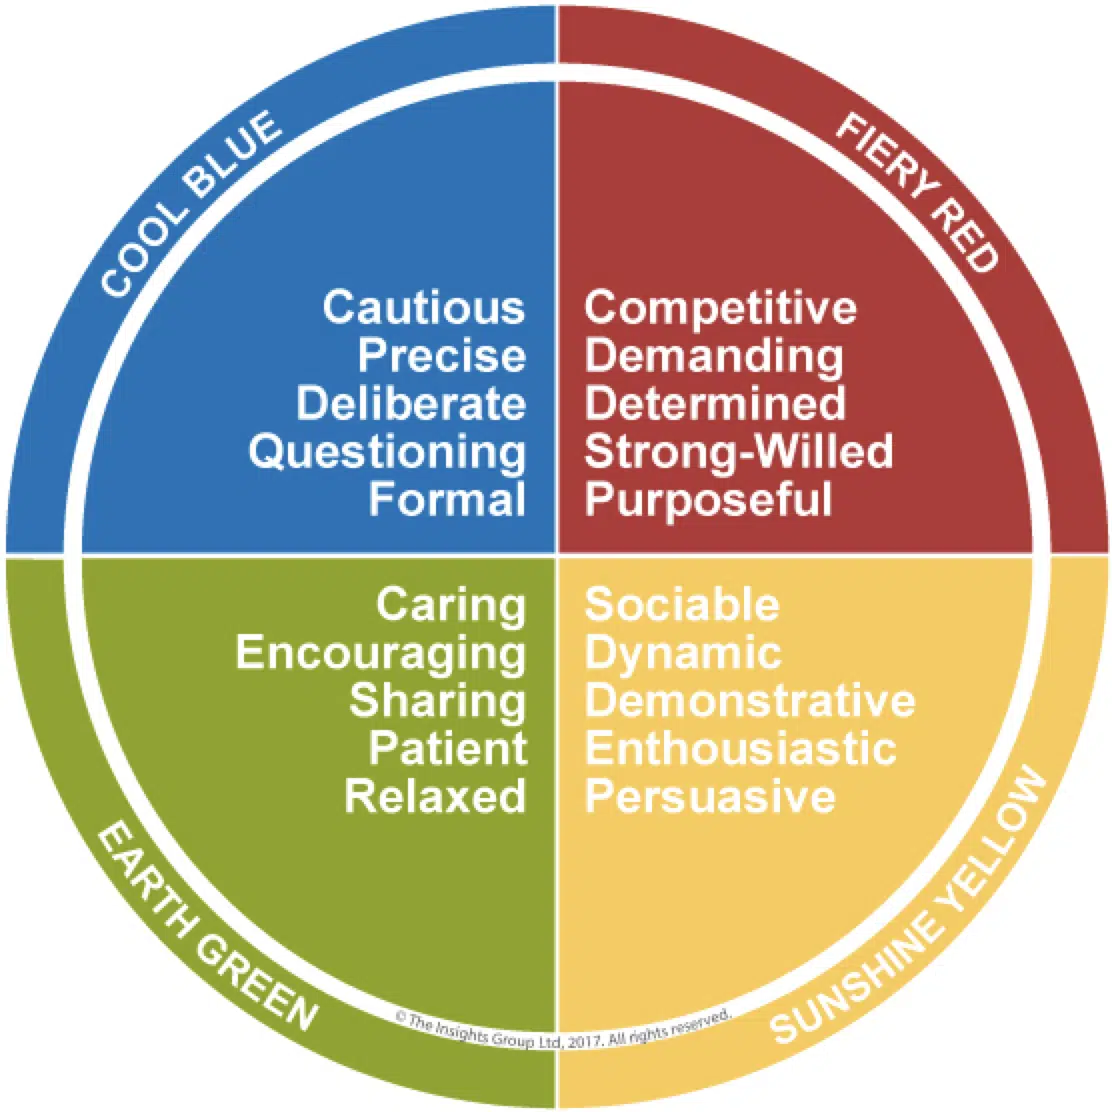 COOL BLUE
Cautious
Precise
Deliberate
Questioning
Formal
FIERY RED
Competitive
Demanding
Determined
Strong-Willed
Purposeful
EARTH GREEN
Caring
Encouraging
Sharing
Patient
Relaxed
SUNSHINE YELLOW
Sociable
Dynamic
Demonstrative
Enthousiastic
Persuasive
© The Insights Group Ltd, 2017. All rights reserved.